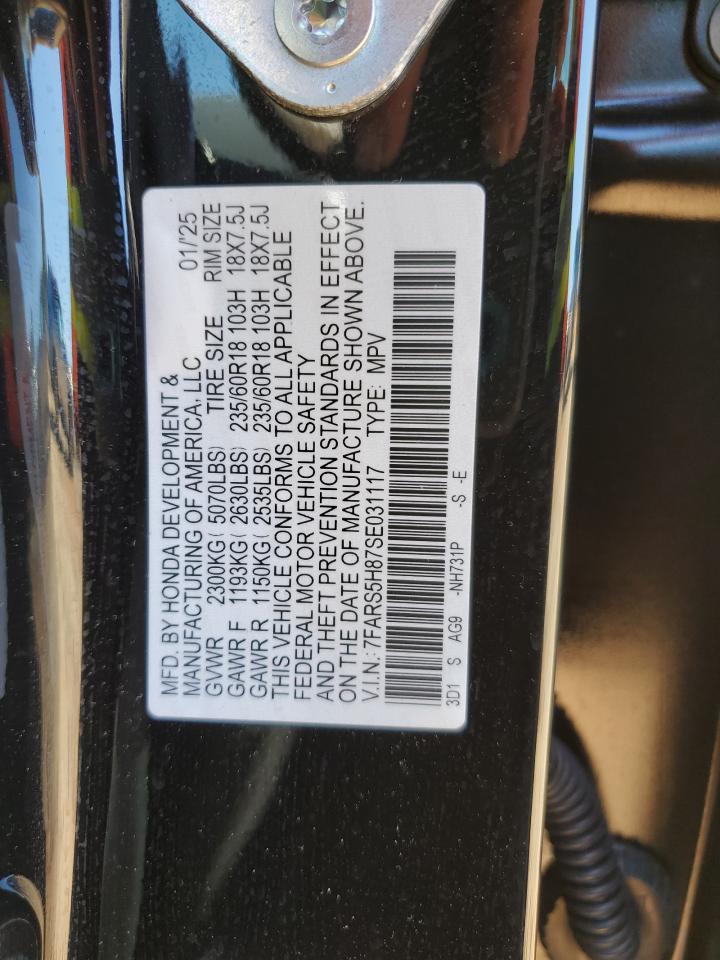 MFD. BY HONDA DEVELOPMENT &
MANUFACTURING OF AMERICA, LLC 01/'25
GVWR 2300KG( 5070LBS) TIRE SIZE RIM SIZE
GAWR F 1193KG( 2630LBS) 235/60R18 103H 18X7.5J
GAWR R 1150KG( 2535LBS) 235/60R18 103H 18X7.5J
THIS VEHICLE CONFORMS TO ALL APPLICABLE
FEDERAL MOTOR VEHICLE SAFETY
AND THEFT PREVENTION STANDARDS IN EFFECT
ON THE DATE OF MANUFACTURE SHOWN ABOVE.
V.I.N.: 7FARS5H87SE031117 TYPE: MPV
3D1 S AG9 -NH731P -S -E